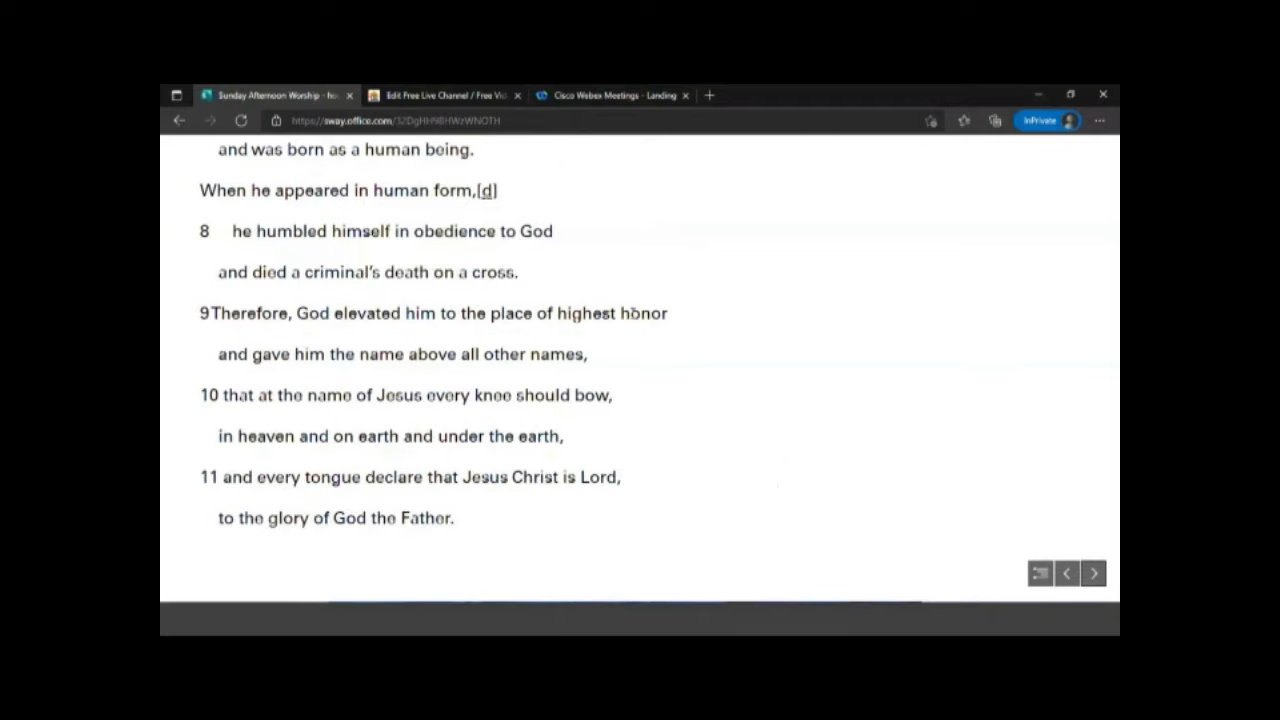 Sunday Afternoon Worship - ho
Edit Free Live Channel / Free Vi
Cisco Webex Meetings - Landing
https://sway.office.com/
InPrivate
and was born as a human being.
When he appeared in human form,[d]
8 he humbled himself in obedience to God
and died a criminal's death on a cross.
9Therefore, God elevated him to the place of highest honor
and gave him the name above all other names,
10 that at the name of Jesus every knee should bow,
in heaven and on earth and under the earth,
11 and every tongue declare that Jesus Christ is Lord,
to the glory of God the Father.